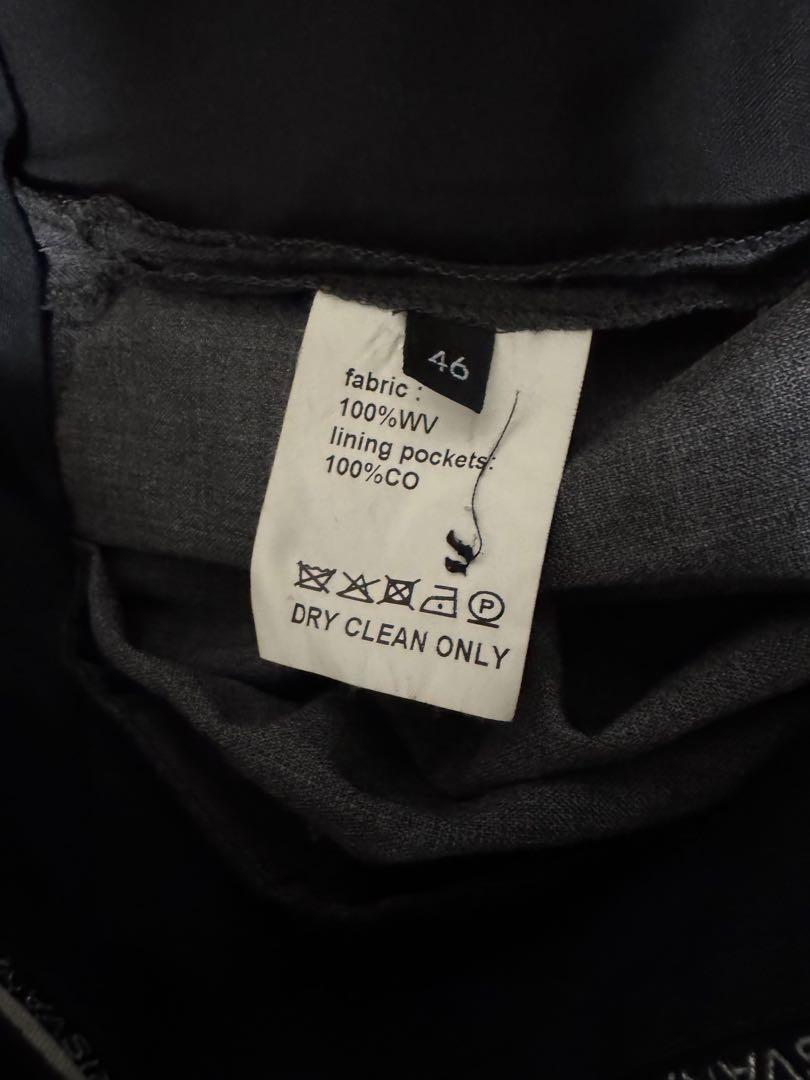 46
fabric :
100%WV
lining pockets:
100%CO
P
DRY CLEAN ONLY